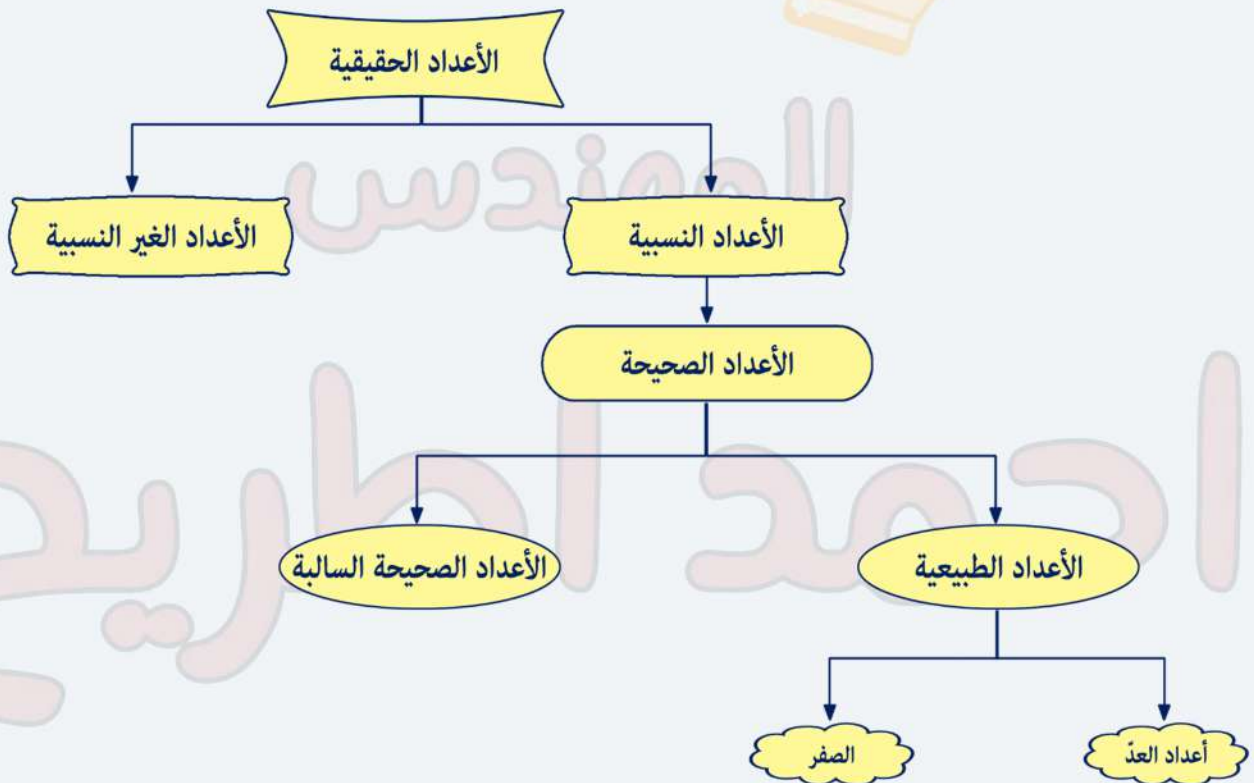 الأعداد الحقيقية
الأعداد النسبية
الأعداد الغير النسبية
الأعداد الصحيحة
الأعداد الطبيعية
الأعداد الصحيحة السالبة
أعداد العدّ
الصفر
المهندس
احمد اطريح